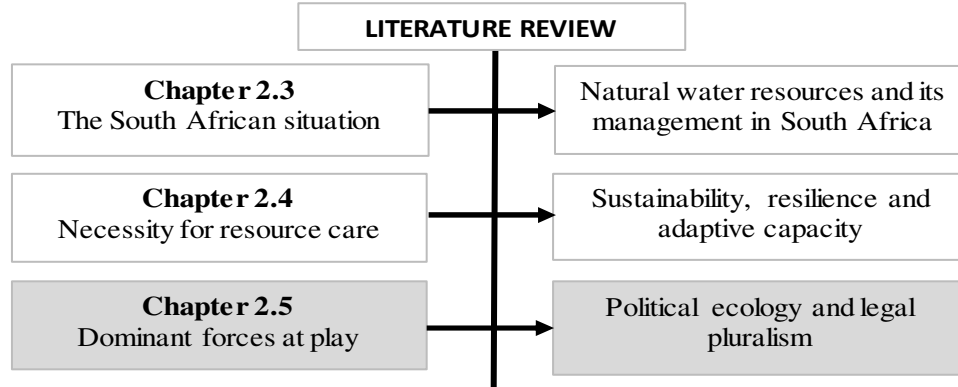 LITERATURE REVIEW
Chapter 2.3
The South African situation
Natural water resources and its
management in South Africa
Chapter 2.4
Necessity for resource care
Sustainability, resilience and
adaptive capacity
Chapter 2.5
Dominant forces at play
Political ecology and legal
pluralism